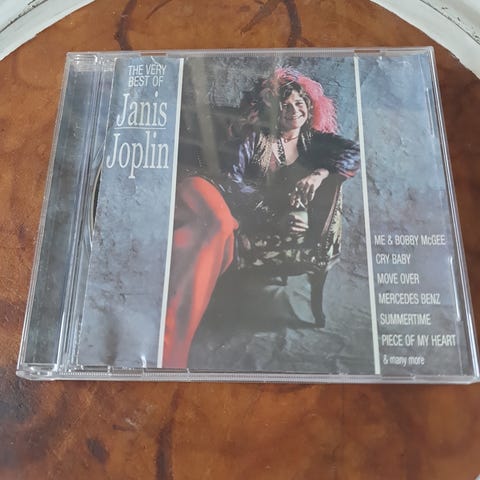 THE VERY
BEST OF
Janis
Joplin
ME & BOBBY McGEE
CRY BABY
MOVE OVER
MERCEDES BENZ
SUMMERTIME
PIECE OF MY HEART
& many more